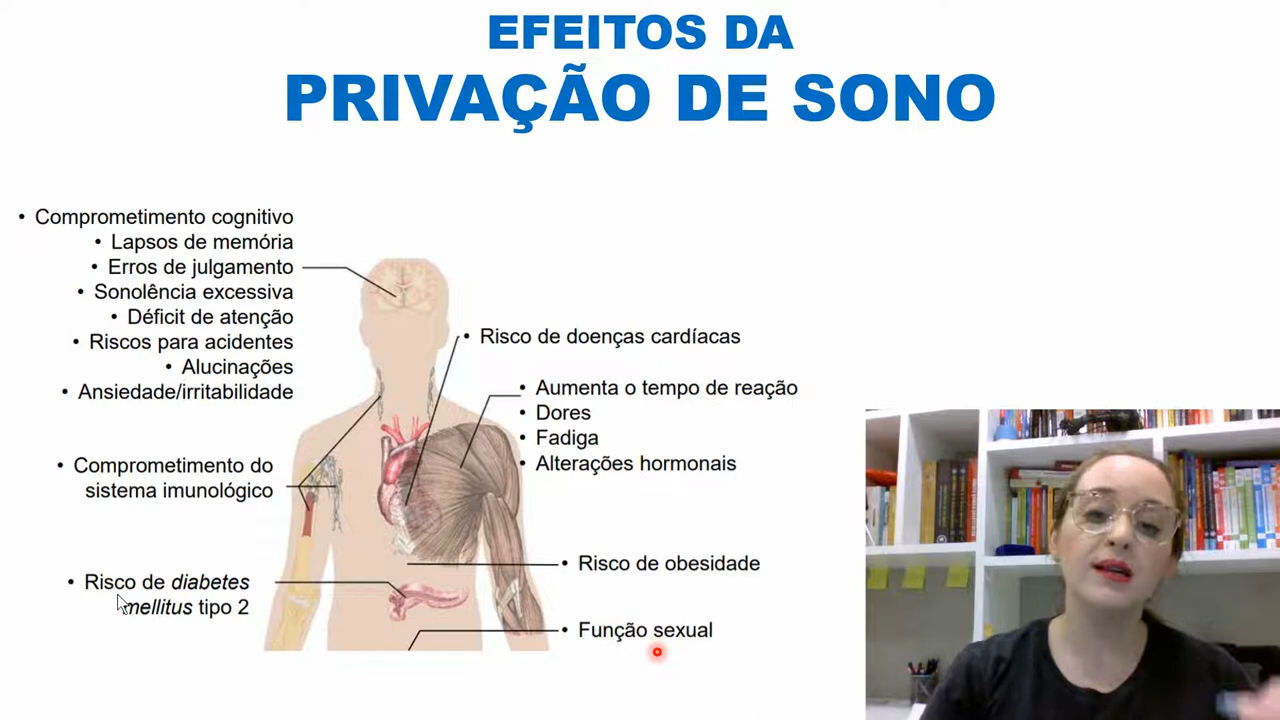 EFEITOS DA
PRIVAÇÃO DE SONO
• Comprometimento cognitivo
• Lapsos de memória
• Erros de julgamento
• Sonolência excessiva
• Déficit de atenção
• Riscos para acidentes
• Alucinações
• Ansiedade/irritabilidade
• Comprometimento do
sistema imunológico
• Risco de diabetes
mellitus tipo 2
• Risco de doenças cardíacas
• Aumenta o tempo de reação
• Dores
• Fadiga
• Alterações hormonais
• Risco de obesidade
• Função sexual